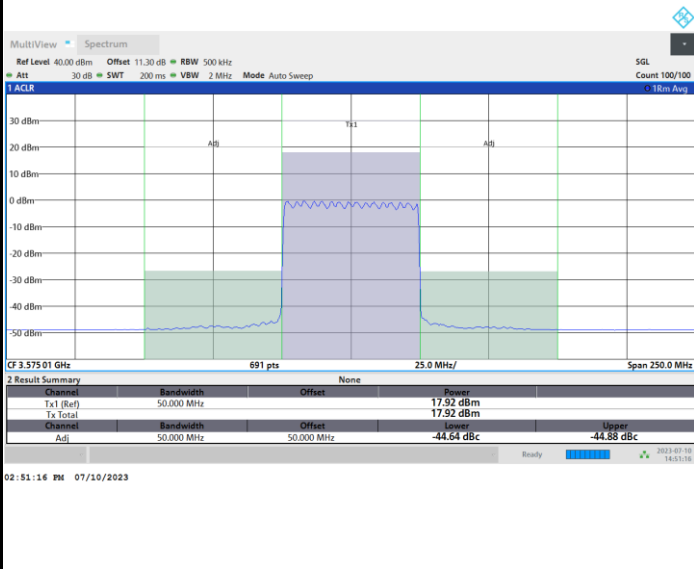 MultiView Spectrum
Ref Level 40.00 dBm Offset 11.30 dB RBW 500 kHz SGL
Att 30 dB SWT 200 ms VBW 2 MHz Mode Auto Sweep Count 100/100
1 ACLR 1Rm Avg
30 dBm
Tx1
20 dBm
Adj Adj
10 dBm
0 dBm
-10 dBm
-20 dBm
-30 dBm
-40 dBm
-50 dBm
CF 3.575 01 GHz 691 pts 25.0 MHz/ Span 250.0 MHz
2 Result Summary None
Channel Bandwidth Offset Power
Tx1 (Ref) 50.000 MHz 17.92 dBm
Tx Total 17.92 dBm
Channel Bandwidth Offset Lower Upper
Adj 50.000 MHz 50.000 MHz -44.64 dBc -44.88 dBc
Ready 2023-07-10
14:51:16
02:51:16 PM 07/10/2023